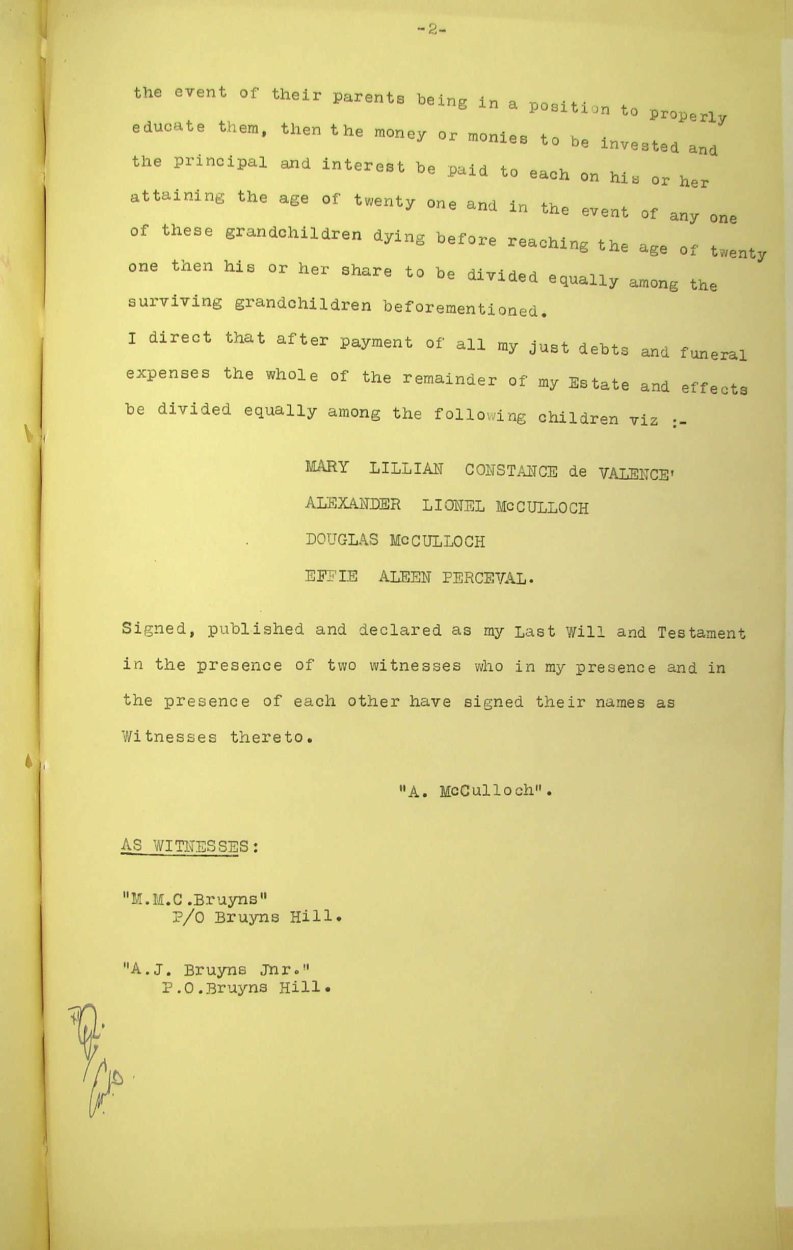 -2-
the event of their parents being in a position to properly
educate them, then the money or monies to be invested and
the principal and interest be paid to each on his or her
attaining the age of twenty one and in the event of any one
of these grandchildren dying before reaching the age of twenty
one then his or her share to be divided equally among the
surviving grandchildren beforementioned.
I direct that after payment of all my just debts and funeral
expenses the whole of the remainder of my Estate and effects
be divided equally among the following children viz :-
MARY LILLIAN CONSTANCE de VALENCE'
ALEXANDER LIONEL McCULLOCH
DOUGLAS McCULLOCH
EFFIE ALEEN PERCEVAL.
Signed, published and declared as my Last Will and Testament
in the presence of two witnesses who in my presence and in
the presence of each other have signed their names as
Witnesses thereto.
"A. McCulloch".
AS WITNESSES:
"M.M.C.Bruyns"
P/O Bruyns Hill.
"A.J. Bruyns Jnr."
P.O.Bruyns Hill.